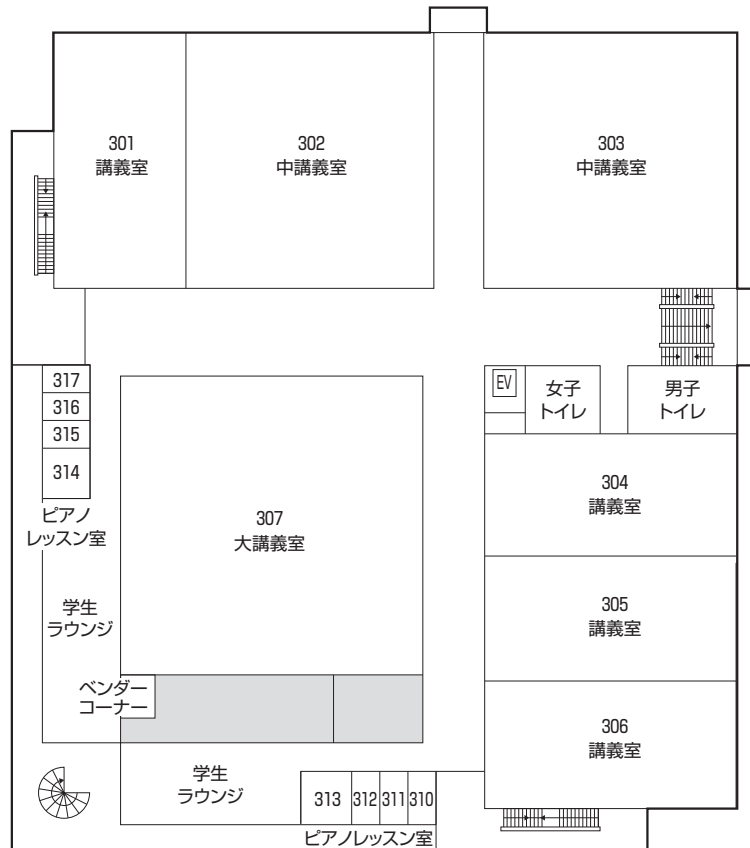 301
講義室
302
中講義室
303
中講義室
317
316
315
314
ピアノ
レッスン室
EV
女子
トイレ
男子
トイレ
304
講義室
307
大講義室
305
講義室
学生
ラウンジ
ベンダー
コーナー
306
講義室
学生
ラウンジ
313
312
311
310
ピアノレッスン室